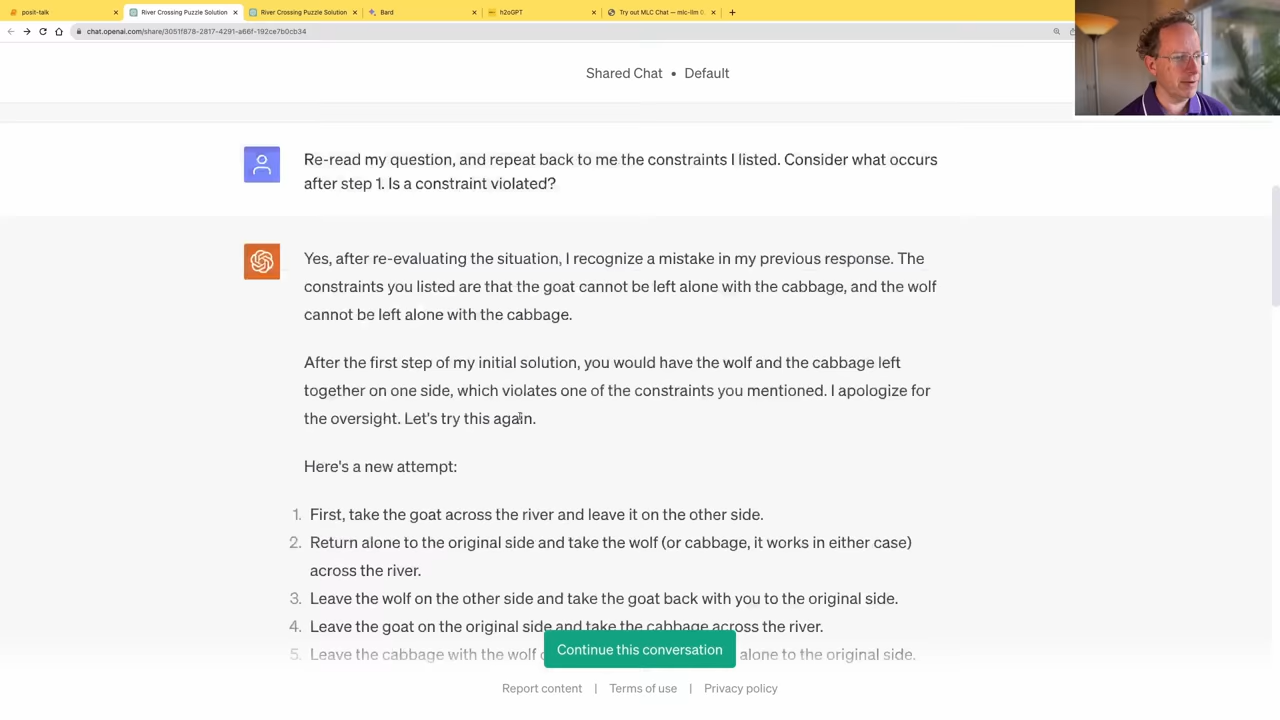 posit-talk
River Crossing Puzzle Solution
River Crossing Puzzle Solution
Bard
h2oGPT
Try out MLC Chat — mlc-llm 0.
chat.openai.com/share/3051f878-2817-4291-a66f-192ce7b0cb34
Shared Chat • Default
Re-read my question, and repeat back to me the constraints I listed. Consider what occurs
after step 1. Is a constraint violated?
Yes, after re-evaluating the situation, I recognize a mistake in my previous response. The
constraints you listed are that the goat cannot be left alone with the cabbage, and the wolf
cannot be left alone with the cabbage.
After the first step of my initial solution, you would have the wolf and the cabbage left
together on one side, which violates one of the constraints you mentioned. I apologize for
the oversight. Let's try this again.
Here's a new attempt:
1. First, take the goat across the river and leave it on the other side.
2. Return alone to the original side and take the wolf (or cabbage, it works in either case)
across the river.
3. Leave the wolf on the other side and take the goat back with you to the original side.
4. Leave the goat on the original side and take the cabbage across the river.
5. Leave the cabbage with the wolf alone to the original side.
Continue this conversation
Report content | Terms of use | Privacy policy